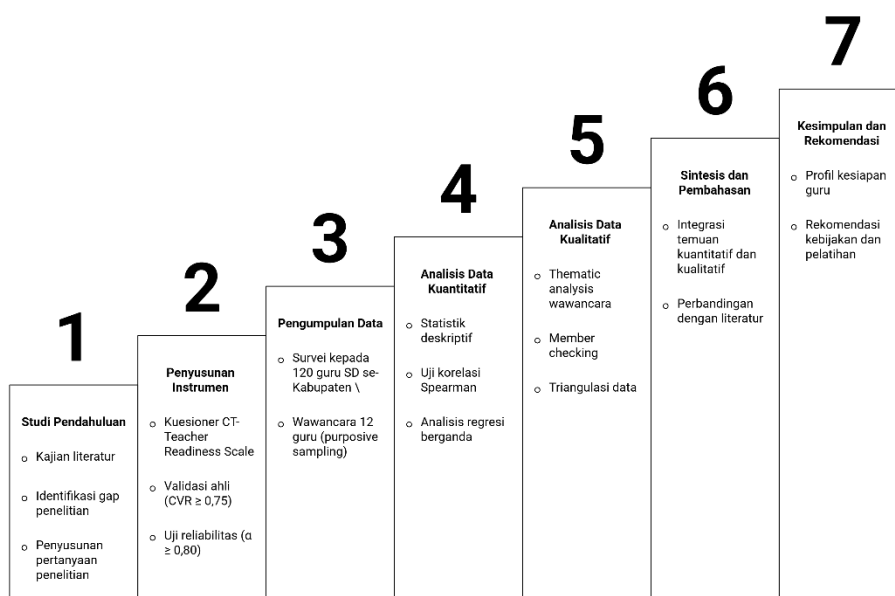 1
Studi Pendahuluan
o Kajian literatur
o Identifikasi gap
penelitian
o Penyusunan
pertanyaan
penelitian
2
Penyusunan
Instrumen
o Kuesioner CT-
Teacher
Readiness Scale
o Validasi ahli
(CVR ≥ 0,75)
o Uji reliabilitas (α
≥ 0,80)
3
Pengumpulan Data
o Survei kepada
120 guru SD se-
Kabupaten \
o Wawancara 12
guru (purposive
sampling)
4
Analisis Data
Kuantitatif
o Statistik
deskriptif
o Uji korelasi
Spearman
o Analisis regresi
berganda
5
Analisis Data
Kualitatif
o Thematic
analysis
wawancara
o Member
checking
o Triangulasi data
6
Sintesis dan
Pembahasan
o Integrasi
temuan
kuantitatif dan
kualitatif
o Perbandingan
dengan literatur
7
Kesimpulan dan
Rekomendasi
o Profil kesiapan
guru
o Rekomendasi
kebijakan dan
pelatihan